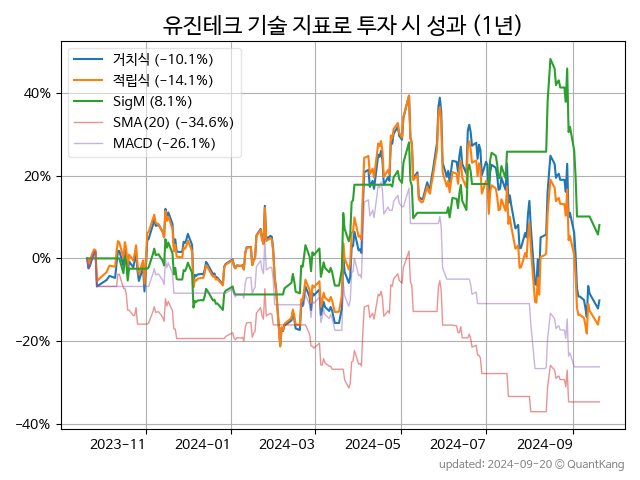 유진테크 기술 지표로 투자 시 성과 (1년)
거치식 (-10.1%)
적립식 (-14.1%)
SigM (8.1%)
SMA(20) (-34.6%)
MACD (-26.1%)
40%
20%
0%
-20%
-40%
2023-11
2024-01
2024-03
2024-05
2024-07
2024-09
updated: 2024-09-20 © QuantKang